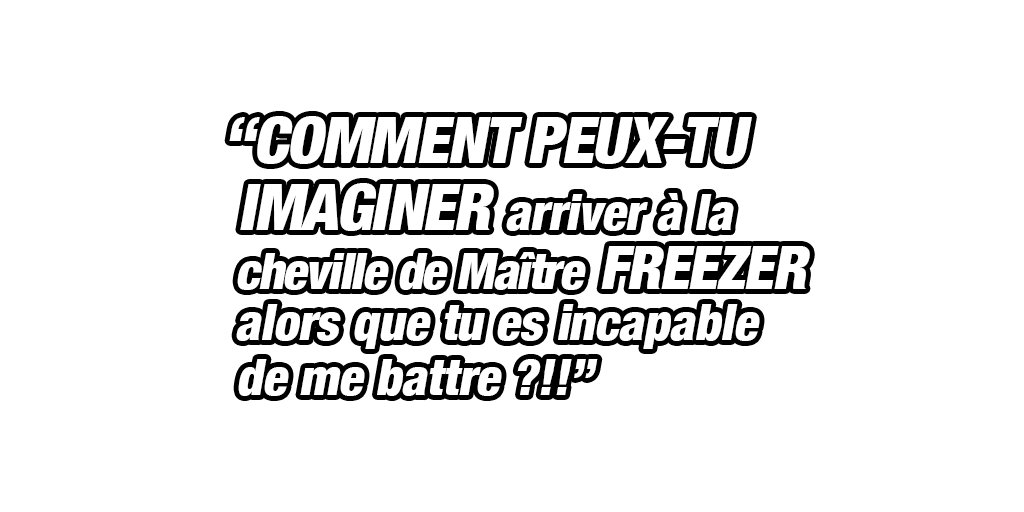 “COMMENT PEUX-TU
IMAGINER arriver à la
cheville de Maître FREEZER
alors que tu es incapable
de me battre ?!!”